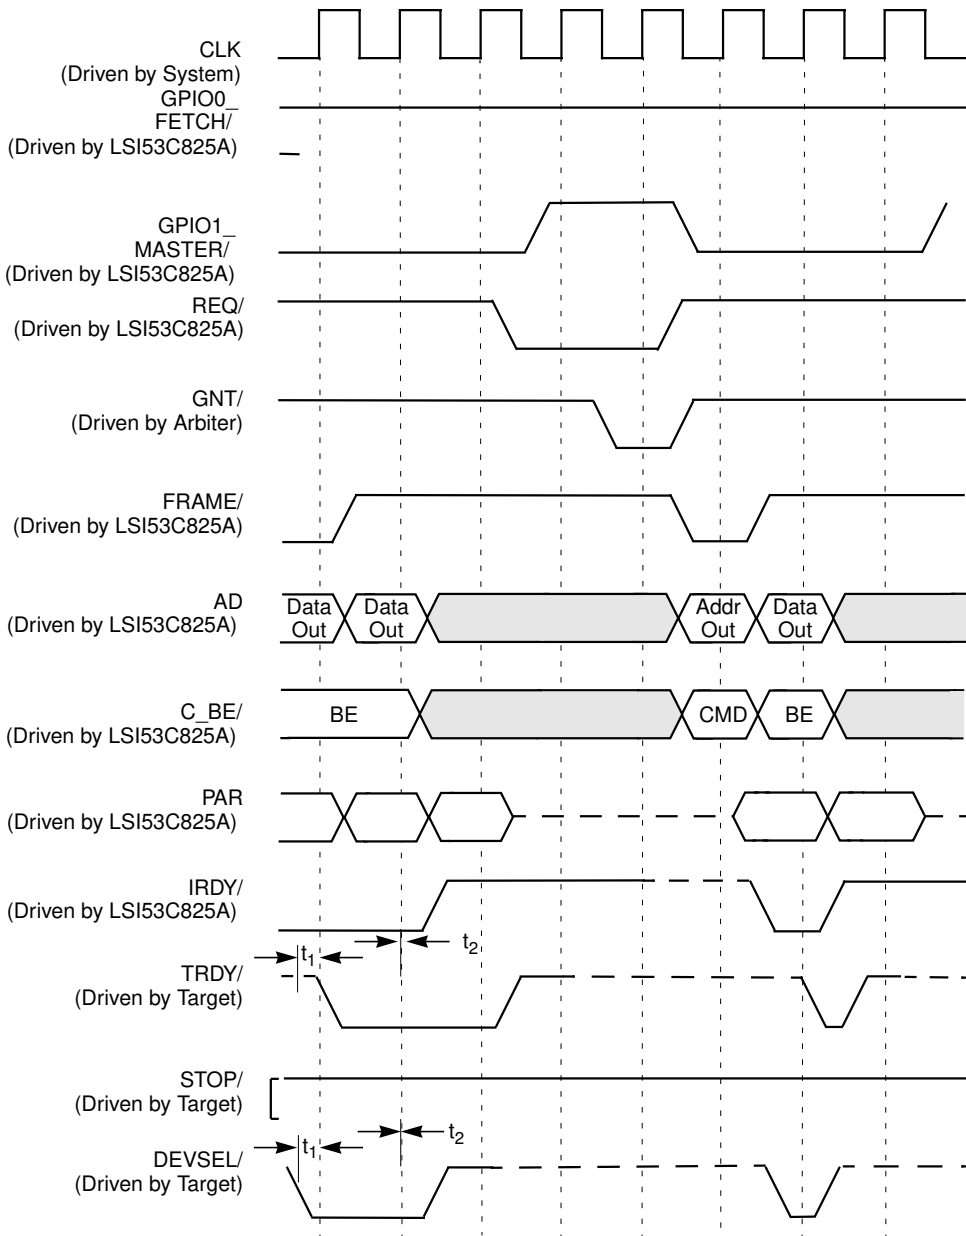 CLK
(Driven by System)
GPIO0_
FETCH/
(Driven by LSI53C825A)
GPIO1_
MASTER/
(Driven by LSI53C825A)
REQ/
(Driven by LSI53C825A)
GNT/
(Driven by Arbiter)
FRAME/
(Driven by LSI53C825A)
AD
(Driven by LSI53C825A)
Data
Out
Data
Out
Addr
Out
Data
Out
C_BE/
(Driven by LSI53C825A)
BE
CMD
BE
PAR
(Driven by LSI53C825A)
IRDY/
(Driven by LSI53C825A)
t1
t2
TRDY/
(Driven by Target)
STOP/
(Driven by Target)
t1
t2
DEVSEL/
(Driven by Target)